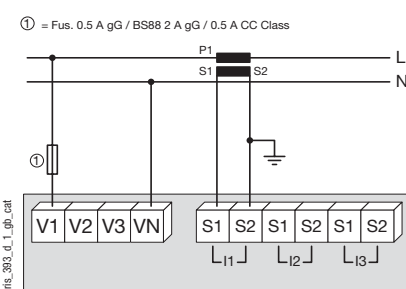 ① = Fus. 0.5 A gG / BS88 2 A gG / 0.5 A CC Class
P1 L
S1 S2 N
①
V1 V2 V3 VN S1 S2 S1 S2 S1 S2
I1 I2 I3
ris_393_d_1_gb_cat